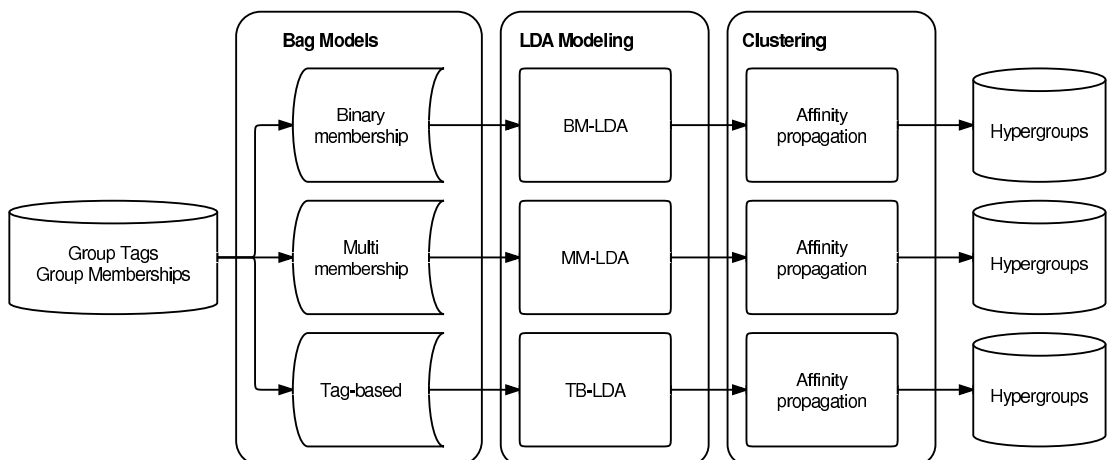 Bag Models
LDA Modeling
Clustering
Binary
membership
BM-LDA
Affinity
propagation
Hypergroups
Group Tags
Group Memberships
Multi
membership
MM-LDA
Affinity
propagation
Hypergroups
Tag-based
TB-LDA
Affinity
propagation
Hypergroups